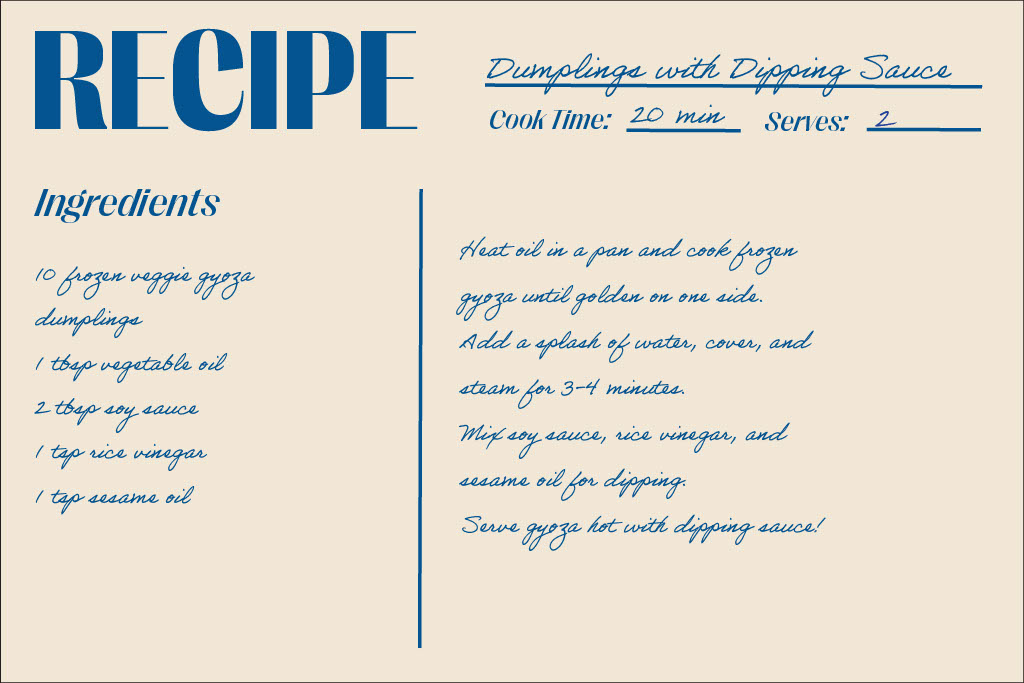 RECIPE
Dumplings with Dipping Sauce
Cook Time: 20 min Serves: 2
Ingredients
10 frozen veggie gyoza
dumplings
1 tbsp vegetable oil
2 tbsp soy sauce
1 tsp rice vinegar
1 tsp sesame oil
Heat oil in a pan and cook frozen
gyoza until golden on one side.
Add a splash of water, cover, and
steam for 3-4 minutes.
Mix soy sauce, rice vinegar, and
sesame oil for dipping.
Serve gyoza hot with dipping sauce!